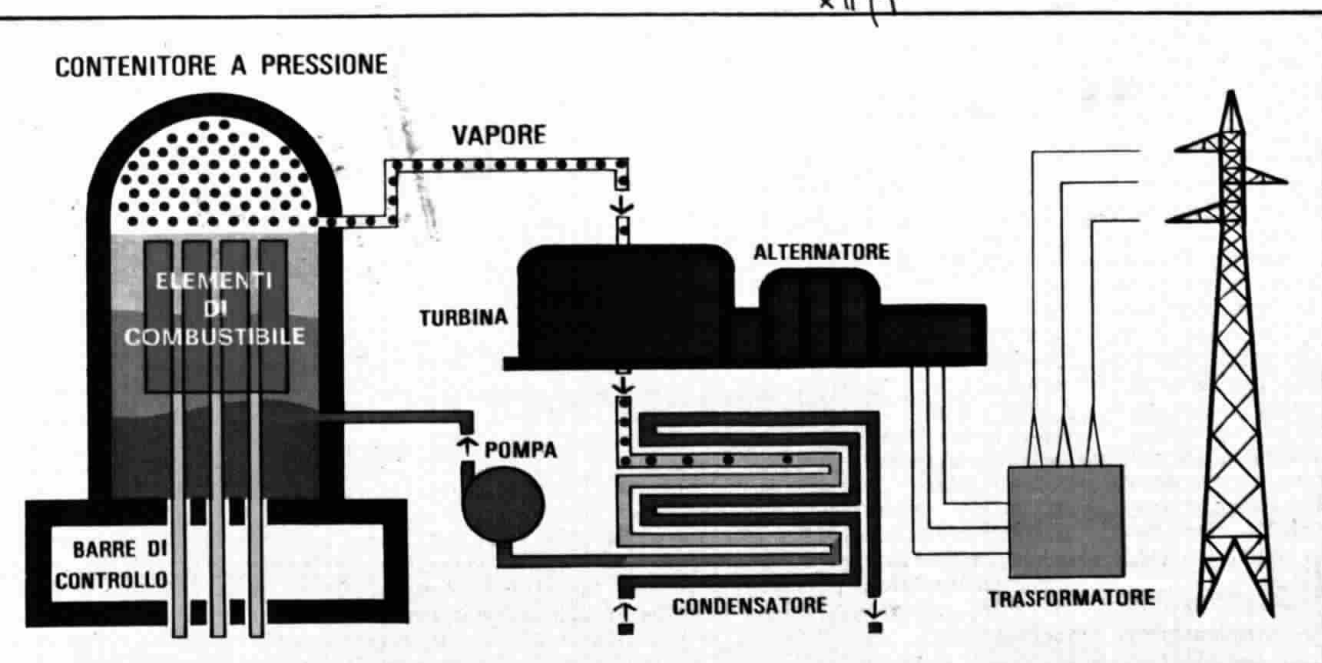 CONTENITORE A PRESSIONE
VAPORE
ELEMENTI
DI
COMBUSTIBILE
TURBINA
ALTERNATORE
POMPA
BARRE DI
CONTROLLO
CONDENSATORE
TRASFORMATORE